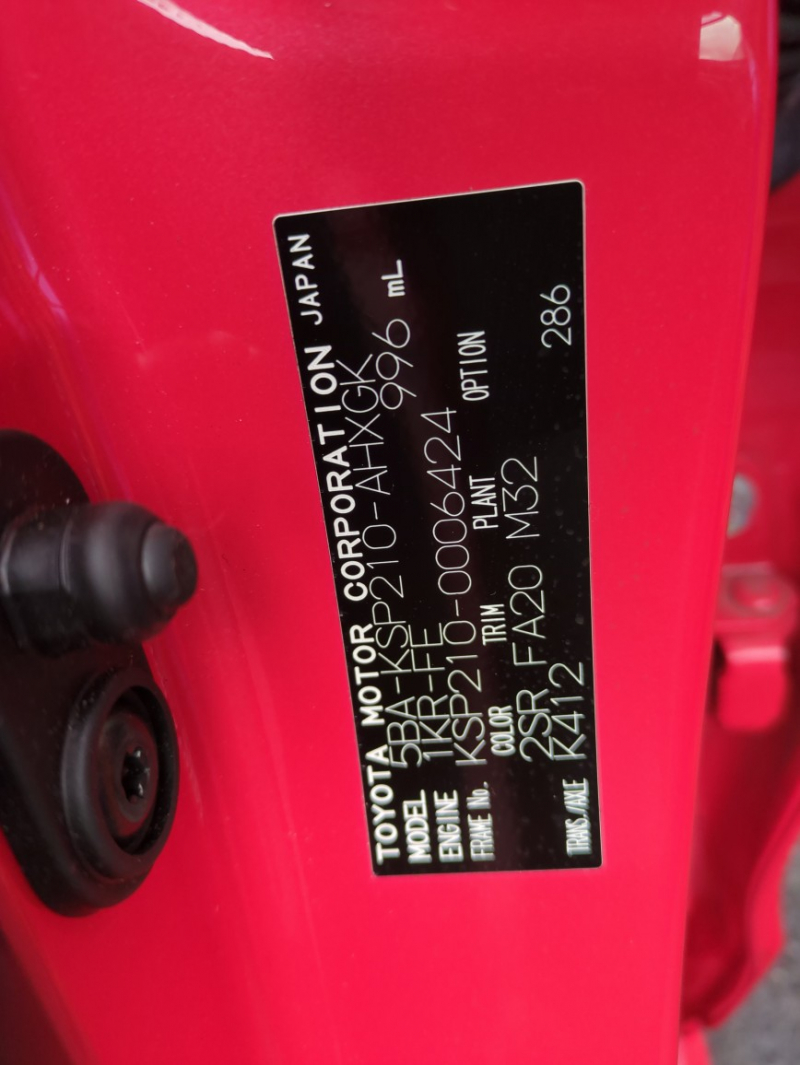 TOYOTA MOTOR CORPORATION JAPAN
MODEL 5BA-KSP210-AHXGK
ENGINE 1KR-FE 996 mL
FRAME No. KSP210-0006424
COLOR TRIM PLANT OPTION
2SR FA20 M32
TRANS./AXLE K412 286